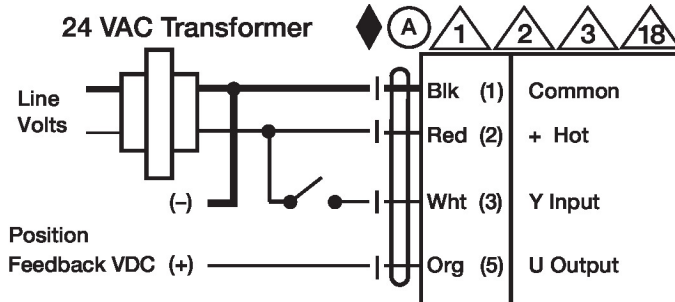 24 VAC Transformer
A 1 2 3 18
Line
Volts
Blk (1) Common
Red (2) + Hot
(–)
Wht (3) Y Input
Position
Feedback VDC (+)
Org (5) U Output